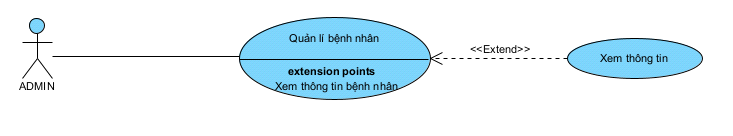 Quản lí bệnh nhân
<<Extend>>
extension points
Xem thông tin
Xem thông tin bệnh nhân
ADMIN